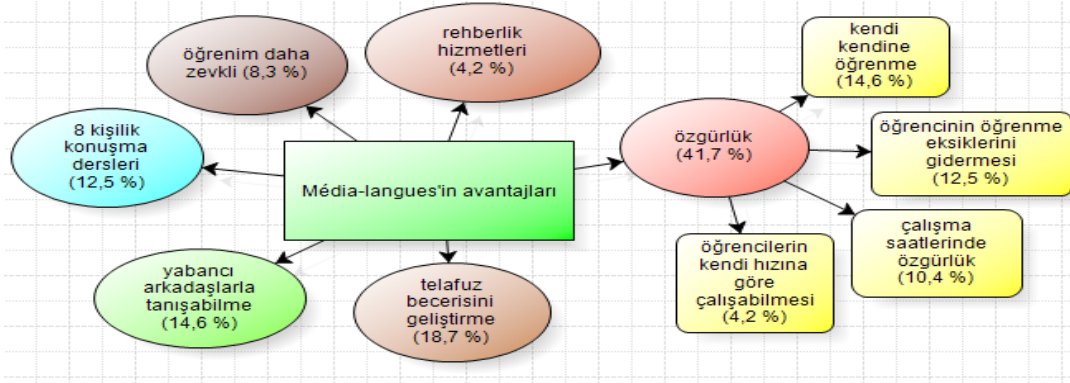 öğrenim daha
zevkli (8,3 %)
rehberlik
hizmetleri
(4,2 %)
kendi
kendine
öğrenme
(14,6 %)
8 kişilik
konuşma
dersleri
(12,5 %)
Média-langues'in avantajları
özgürlük
(41,7 %)
öğrencinin öğrenme
eksiklerini
gidermesi
(12,5 %)
yabancı
arkadaşlarla
tanışabilme
(14,6 %)
telafuz
becerisini
geliştirme
(18,7 %)
öğrencilerin
kendi hızına
göre
çalışabilmesi
(4,2 %)
çalışma
saatlerinde
özgürlük
(10,4 %)